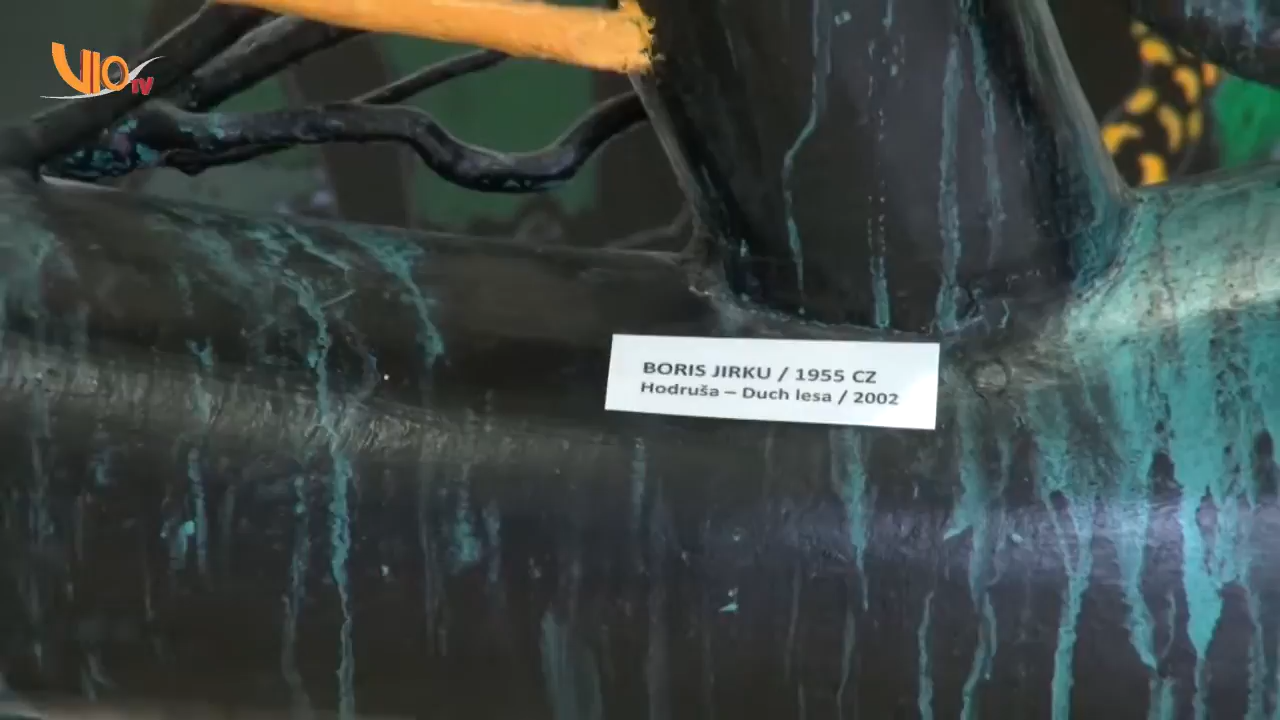 VIO TV
BORIS JIRKU / 1955 CZ
Hodruša – Duch lesa / 2002